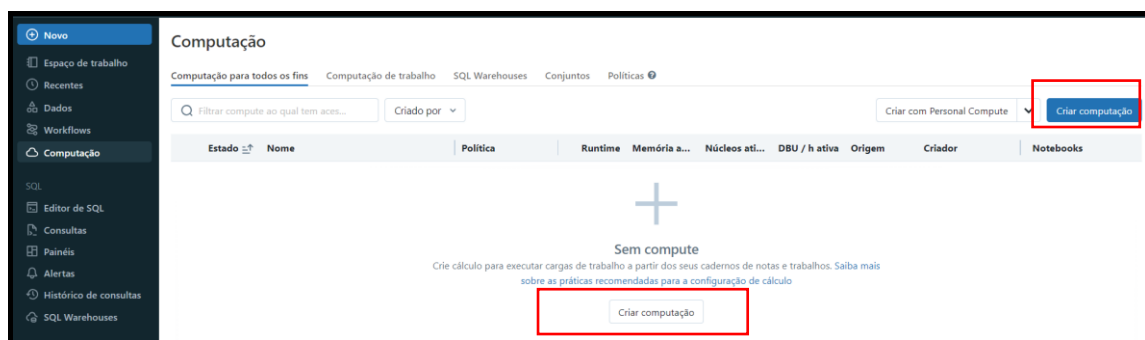 Novo
Espaço de trabalho
Recentes
Dados
Workflows
Computação
SQL
Editor de SQL
Consultas
Painéis
Alertas
Histórico de consultas
SQL Warehouses
Computação
Computação para todos os fins Computação de trabalho SQL Warehouses Conjuntos Políticas
Filtrar compute ao qual tem aces... Criado por Criar com Personal Compute Criar computação
Estado Nome Política Runtime Memória a... Núcleos ati... DBU / h ativa Origem Criador Notebooks
Sem compute
Crie cálculo para executar cargas de trabalho a partir dos seus cadernos de notas e trabalhos. Saiba mais
sobre as práticas recomendadas para a configuração de cálculo
Criar computação